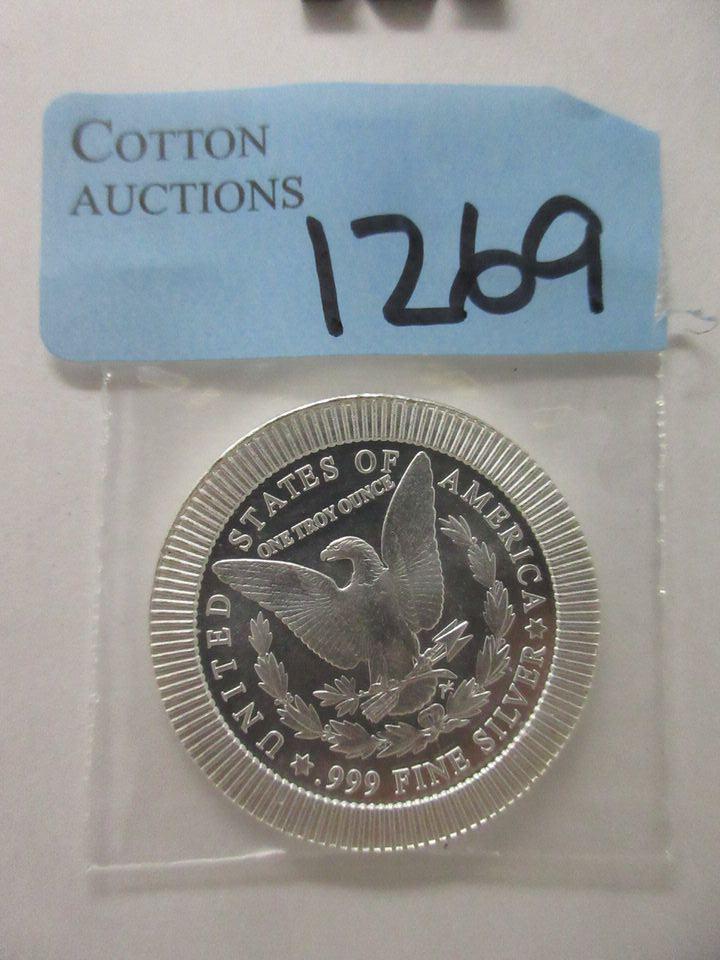 COTTON
AUCTIONS
1269
UNITED STATES OF AMERICA
ONE TROY OUNCE
.999 FINE SILVER